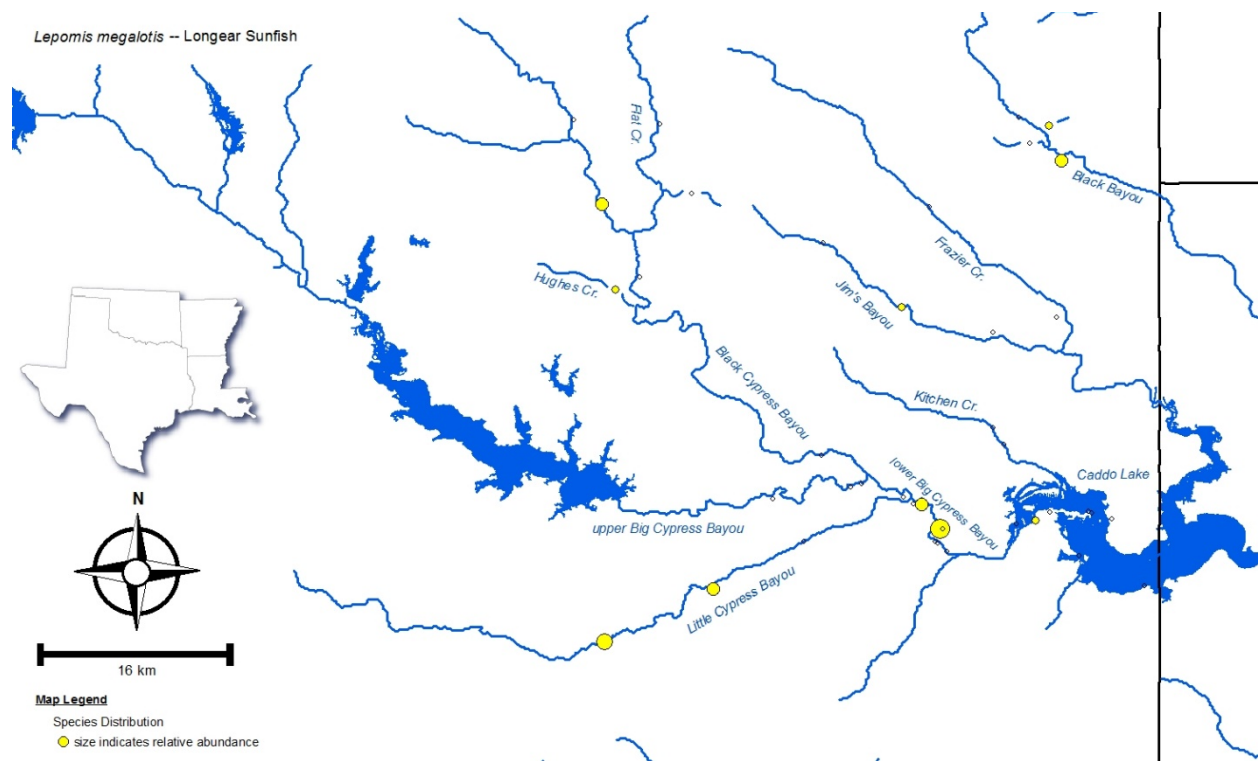 Lepomis megalotis -- Longear Sunfish
Flat Cr.
Black Bayou
Frazier Cr.
Hughes Cr.
Jim's Bayou
Black Cypress Bayou
Kitchen Cr.
Caddo Lake
lower Big Cypress Bayou
upper Big Cypress Bayou
Little Cypress Bayou
N
16 km
Map Legend
Species Distribution
size indicates relative abundance